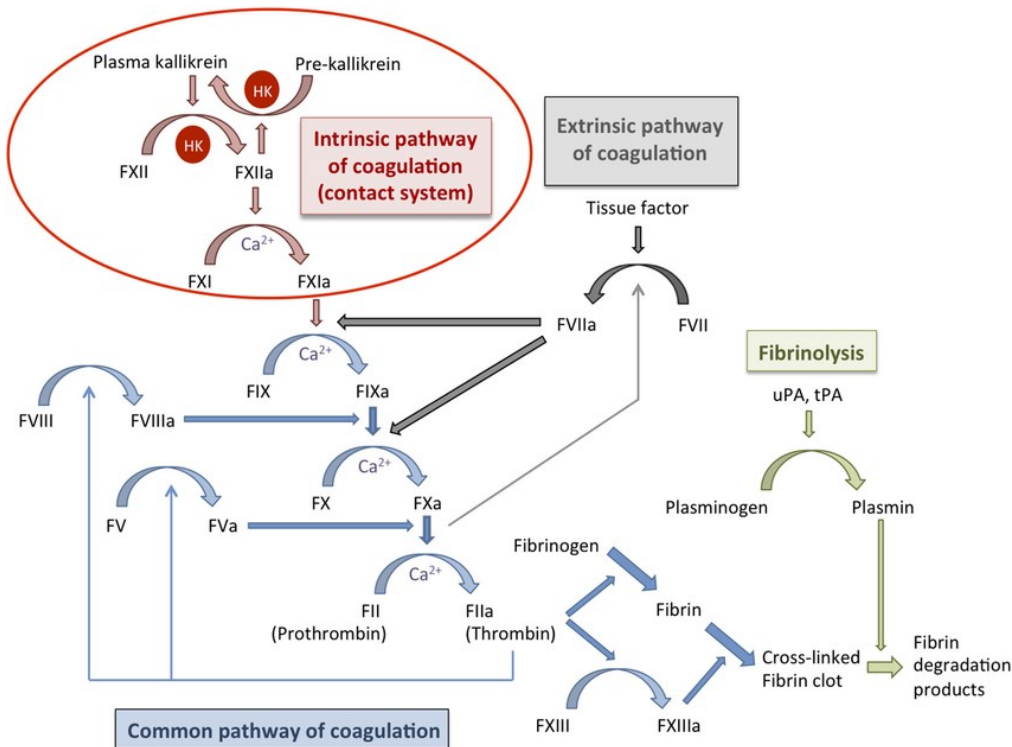 Plasma kallikrein
Pre-kallikrein
HK
HK
FXII
FXIIa
Intrinsic pathway
of coagulation
(contact system)
Ca2+
FXI
FXIa
Extrinsic pathway
of coagulation
Tissue factor
FVIIa
FVII
Ca2+
FIX
FIXa
FVIII
FVIIIa
Ca2+
FX
FXa
FV
FVa
Ca2+
FII
(Prothrombin)
FIIa
(Thrombin)
Fibrinolysis
uPA, tPA
Plasminogen
Plasmin
Fibrinogen
Fibrin
FXIII
FXIIIa
Cross-linked
Fibrin clot
Fibrin
degradation
products
Common pathway of coagulation